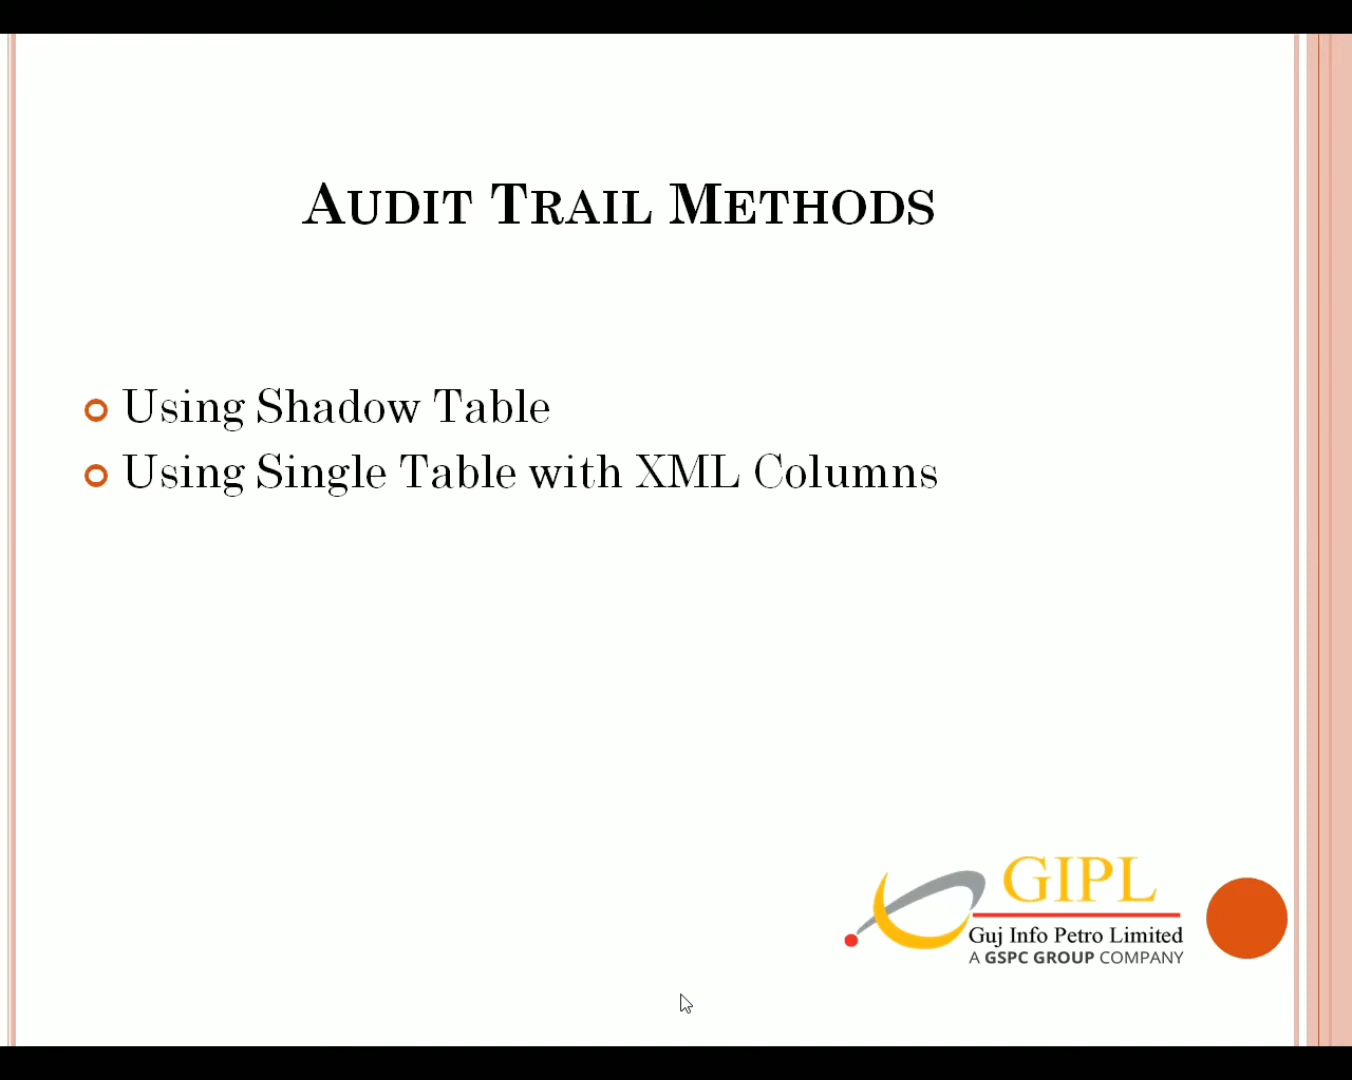 AUDIT TRAIL METHODS
Using Shadow Table
Using Single Table with XML Columns
GIPL
Guj Info Petro Limited
A GSPC GROUP COMPANY